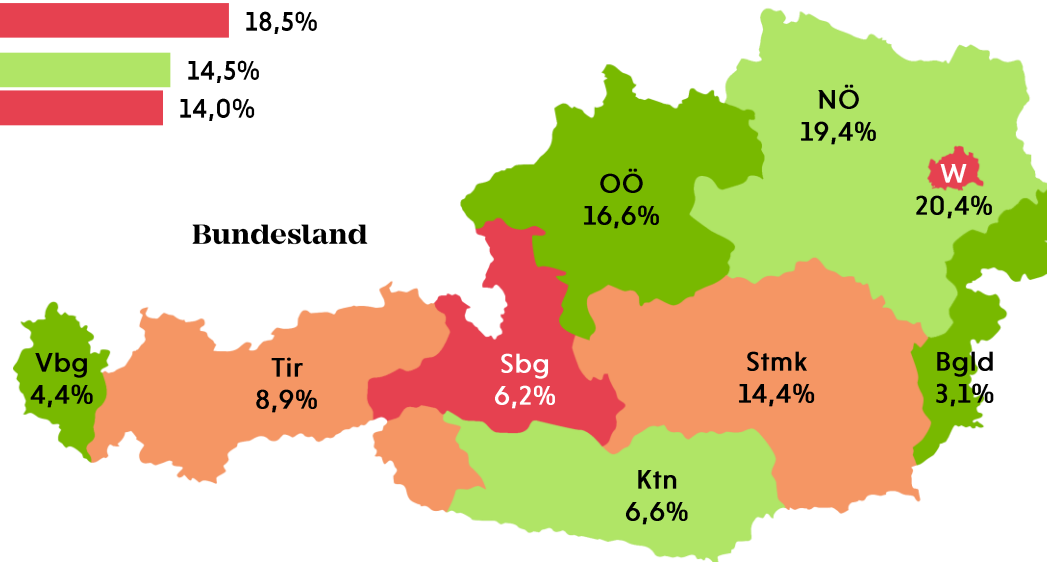 18,5%
14,5%
14,0%
NÖ
19,4%
W
20,4%
OÖ
16,6%
Bundesland
Vbg
4,4%
Tir
8,9%
Sbg
6,2%
Stmk
14,4%
Bgld
3,1%
Ktn
6,6%